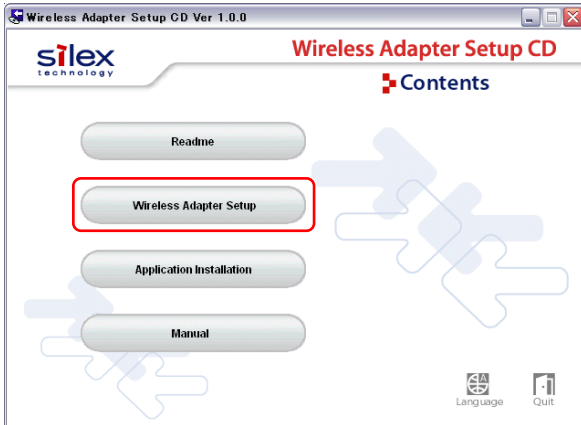 Wireless Adapter Setup CD Ver 1.0.0
silex
technology
Wireless Adapter Setup CD
Contents
Readme
Wireless Adapter Setup
Application Installation
Manual
A
Language
Quit